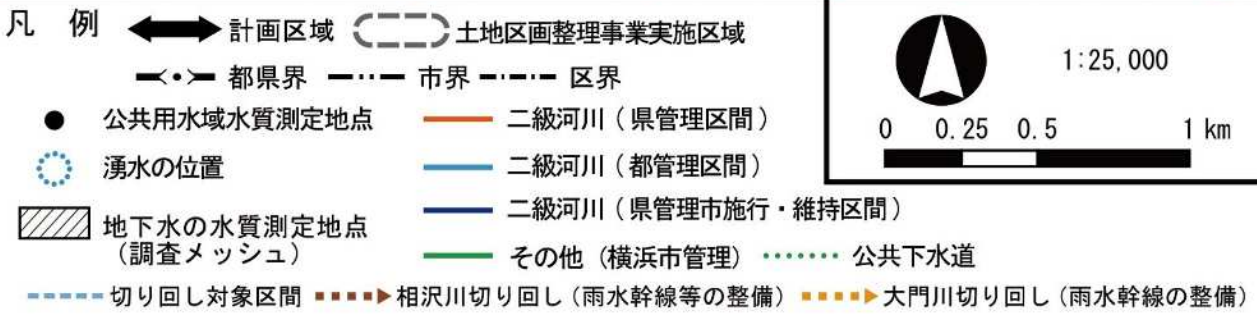 凡 例 計画区域 土地区画整理事業実施区域
都県界 市界 区界
公共用水域水質測定地点 二級河川（県管理区間）
湧水の位置 二級河川（都管理区間）
地下水の水質測定地点
（調査メッシュ）
二級河川（県管理市施行・維持区間）
その他（横浜市管理） 公共下水道
切り回し対象区間 相沢川切り回し（雨水幹線等の整備） 大門川切り回し（雨水幹線の整備）
1:25,000
0 0.25 0.5 1 km